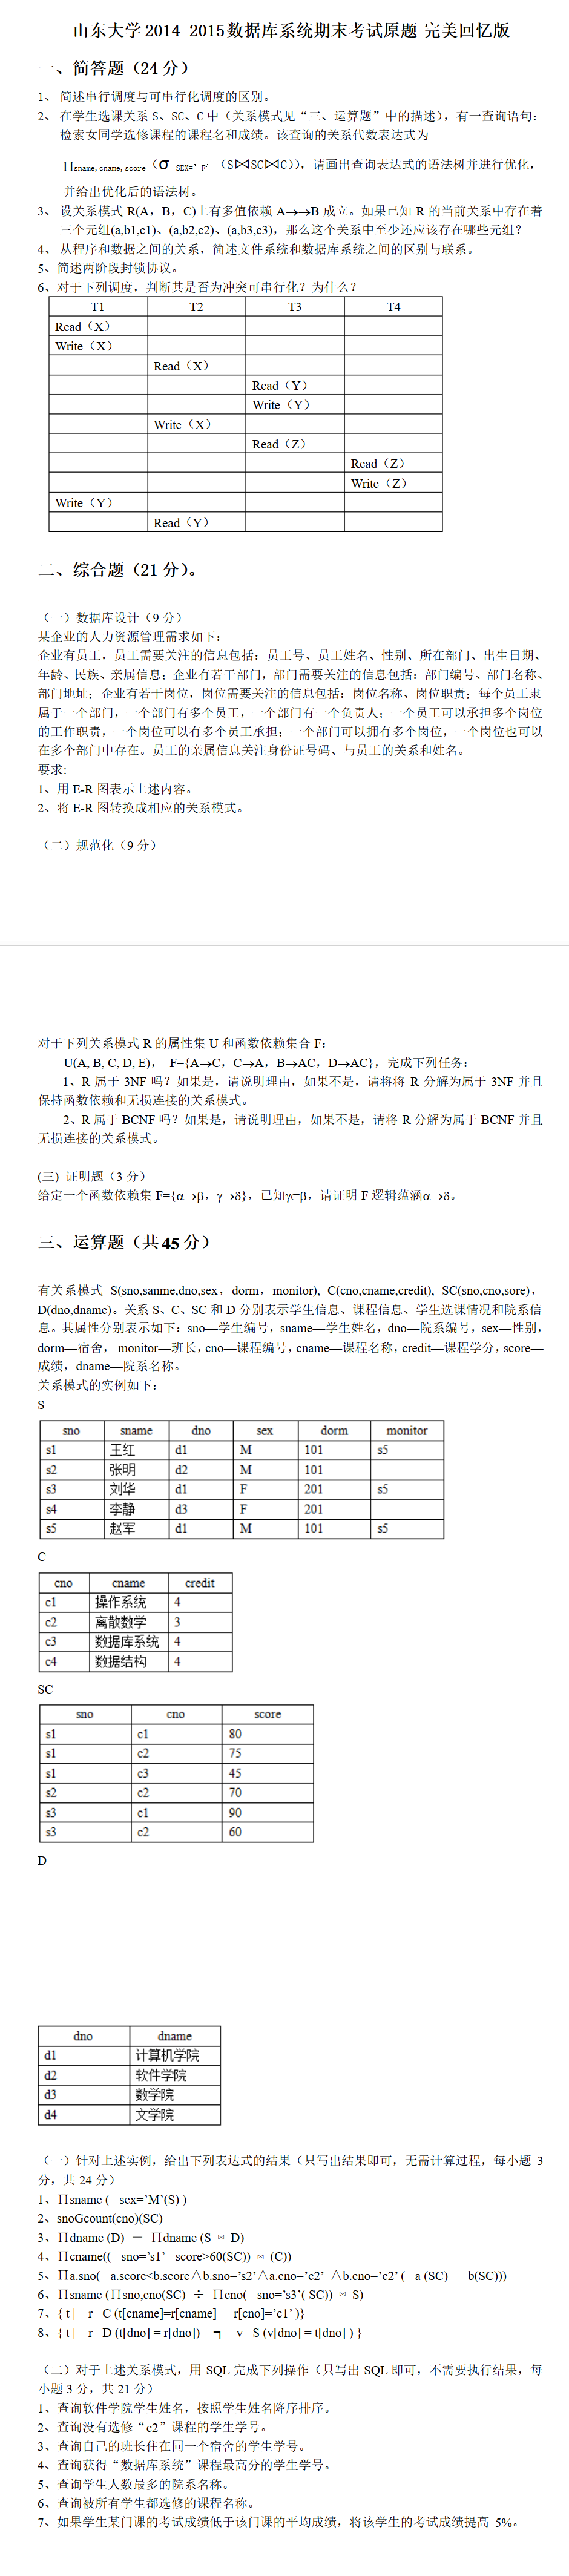 山东大学2014-2015数据库系统期末考试原题 完美回忆版
一、简答题（24 分）
1、 简述串行调度与可串行化调度的区别。
2、 在学生选课关系 S、SC、C 中（关系模式见“三、运算题”中的描述），有一查询语句：
检索女同学选修课程的课程名和成绩。该查询的关系代数表达式为
∏sname,cname,score（σ SEX=’F’（S⋈SC⋈C）），请画出查询表达式的语法树并进行优化，
并给出优化后的语法树。
3、 设关系模式 R(A，B，C)上有多值依赖 A→→B 成立。如果已知 R 的当前关系中存在着
三个元组(a,b1,c1)、(a,b2,c2)、(a,b3,c3)，那么这个关系中至少还应该存在哪些元组？
4、 从程序和数据之间的关系，简述文件系统和数据库系统之间的区别与联系。
5、简述两阶段封锁协议。
6、对于下列调度，判断其是否为冲突可串行化？为什么？
T1 T2 T3 T4
Read（X）
Write（X）
Read（X）
Read（Y）
Write（Y）
Write（X）
Read（Z）
Read（Z）
Write（Z）
Write（Y）
Read（Y）
二、综合题（21 分）。
（一）数据库设计（9 分）
某企业的人力资源管理需求如下：
企业有员工，员工需要关注的信息包括：员工号、员工姓名、性别、所在部门、出生日期、
年龄、民族、亲属信息；企业有若干部门，部门需要关注的信息包括：部门编号、部门名称、
部门地址；企业有若干岗位，岗位需要关注的信息包括：岗位名称、岗位职责；每个员工隶
属于一个部门，一个部门有多个员工，一个部门有一个负责人；一个员工可以承担多个岗位
的工作职责，一个岗位可以有多个员工承担；一个部门可以拥有多个岗位，一个岗位也可以
在多个部门中存在。员工的亲属信息关注身份证号码、与员工的关系和姓名。
要求:
1、用 E-R 图表示上述内容。
2、将 E-R 图转换成相应的关系模式。
（二）规范化（9 分）
对于下列关系模式 R 的属性集 U 和函数依赖集合 F：
U(A, B, C, D, E)， F={A→C，C→A，B→AC，D→AC}，完成下列任务：
1、R 属于 3NF 吗？如果是，请说明理由，如果不是，请将将 R 分解为属于 3NF 并且
保持函数依赖和无损连接的关系模式。
2、R 属于 BCNF 吗？如果是，请说明理由，如果不是，请将 R 分解为属于 BCNF 并且
无损连接的关系模式。
(三) 证明题（3 分）
给定一个函数依赖集 F={α→β，γ→δ}，已知γ⊂β，请证明 F 逻辑蕴涵α→δ。
三、运算题（共 45 分）
有关系模式 S(sno,sanme,dno,sex，dorm，monitor), C(cno,cname,credit), SC(sno,cno,sore)，
D(dno,dname)。关系 S、C、SC 和 D 分别表示学生信息、课程信息、学生选课情况和院系信
息。其属性分别表示如下：sno—学生编号，sname—学生姓名，dno—院系编号，sex—性别，
dorm—宿舍， monitor—班长，cno—课程编号，cname—课程名称，credit—课程学分，score—
成绩，dname—院系名称。
关系模式的实例如下：
S
sno sname dno sex dorm monitor
s1 王红 d1 M 101 s5
s2 张明 d2 M 101
s3 刘华 d1 F 201 s5
s4 李静 d3 F 201
s5 赵军 d1 M 101 s5
C
cno cname credit
c1 操作系统 4
c2 离散数学 3
c3 数据库系统 4
c4 数据结构 4
SC
sno cno score
s1 c1 80
s1 c2 75
s1 c3 45
s2 c2 70
s3 c1 90
s3 c2 60
D
dno dname
d1 计算机学院
d2 软件学院
d3 数学院
d4 文学院
（一）针对上述实例，给出下列表达式的结果（只写出结果即可，无需计算过程，每小题 3
分，共 24 分）
1、∏sname ( sex=’M’(S) )
2、snoGcount(cno)(SC)
3、∏dname (D) － ∏dname (S ⋈ D)
4、∏cname(( sno=’s1’ score>60(SC)) ⋈ (C))
5、∏a.sno( a.score<b.score∧b.sno=’s2’∧a.cno=’c2’ ∧b.cno=’c2’ ( a (SC) b(SC)))
6、∏sname (∏sno,cno(SC) ÷ ∏cno( sno=’s3’( SC)) ⋈ S)
7、{ t | r C (t[cname]=r[cname] r[cno]=’c1’ )}
8、{ t | r D (t[dno] = r[dno]) ┓ v S (v[dno] = t[dno] ) }
（二）对于上述关系模式，用 SQL 完成下列操作（只写出 SQL 即可，不需要执行结果，每
小题 3 分，共 21 分）
1、查询软件学院学生姓名，按照学生姓名降序排序。
2、查询没有选修“c2”课程的学生学号。
3、查询自己的班长住在同一个宿舍的学生学号。
4、查询获得“数据库系统”课程最高分的学生学号。
5、查询学生人数最多的院系名称。
6、查询被所有学生都选修的课程名称。
7、如果学生某门课的考试成绩低于该门课的平均成绩，将该学生的考试成绩提高 5%。